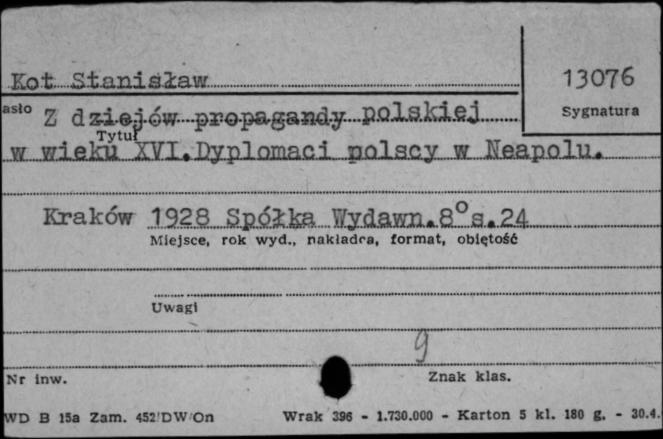 Kot Stanisław
13076
asło
Z dziejów propagandy polskiej
Sygnatura
Tytuł
w wieku XVI.Dyplomaci polscy w Neapolu.
Kraków 1928 Spółka Wydawn.8° s.24
Miejsce, rok wyd., nakładca, format, objętość
Uwagi
9
Nr inw.
Znak klas.
WD B 15a Zam. 452/DW/On
Wrak 396 - 1.730.000 - Karton 5 kl. 180 g. - 30.4.